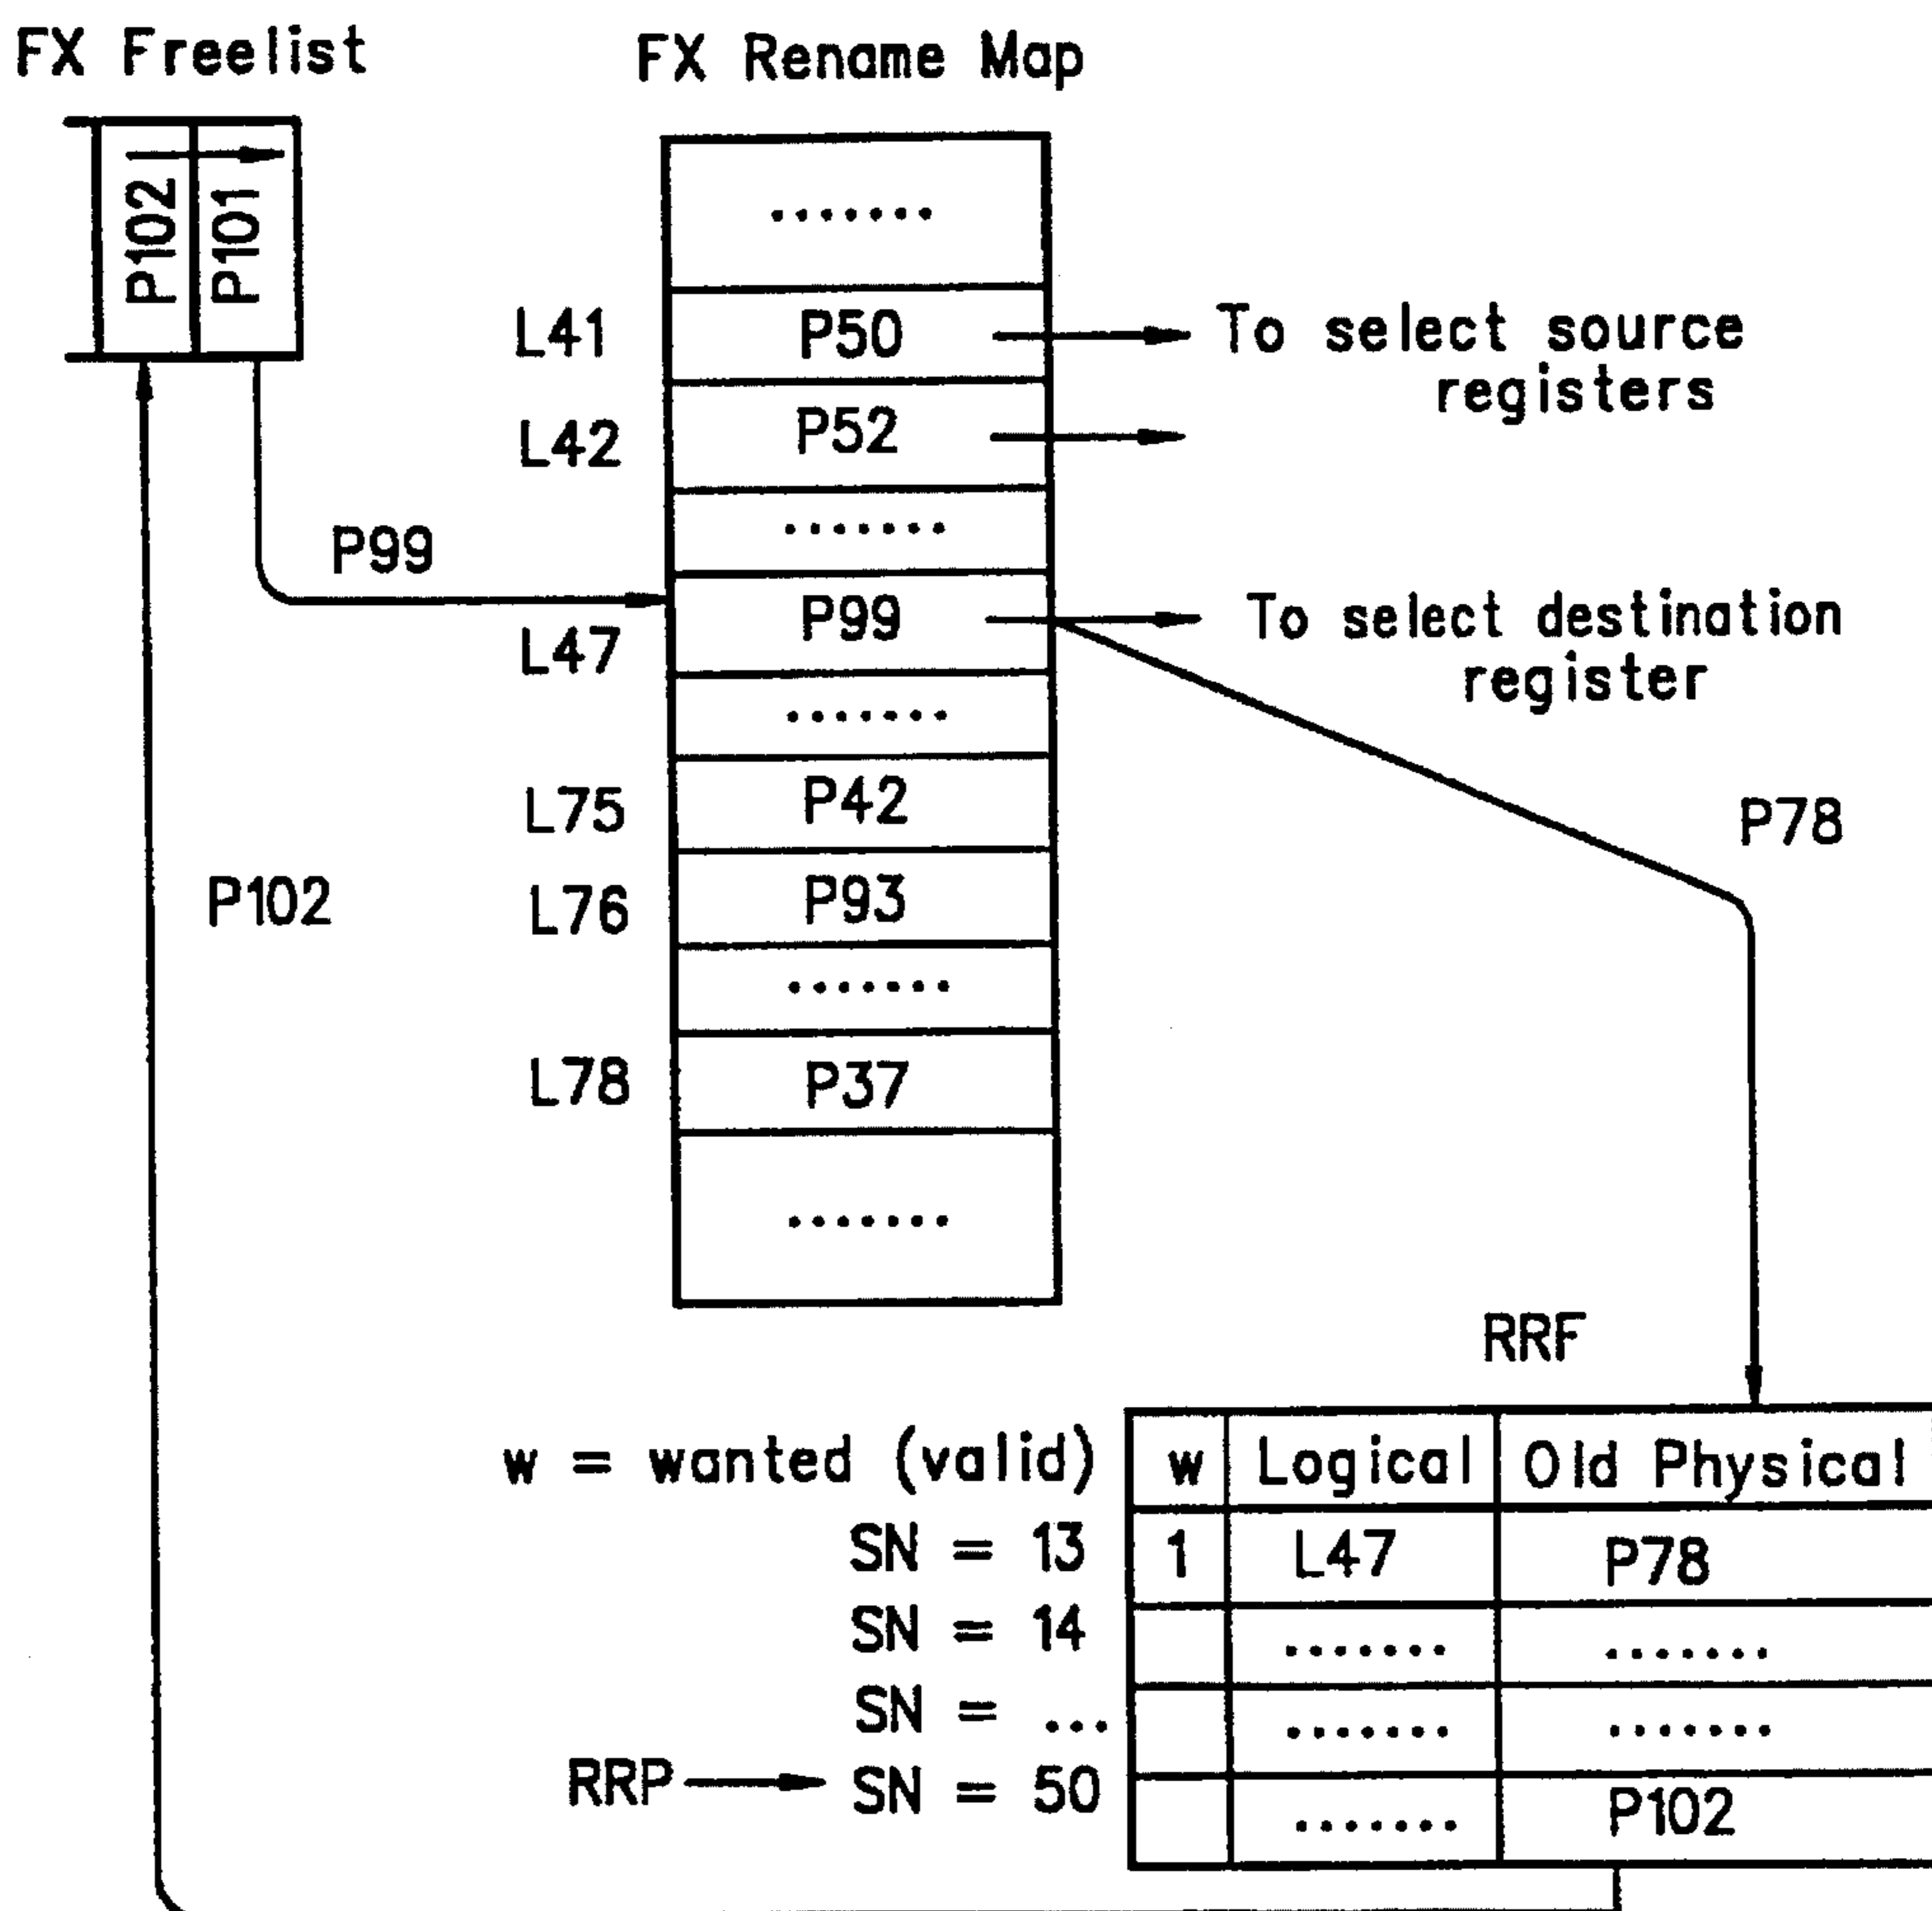 FX Freelist
FX Rename Map
P102
P101
.......
L41 P50
To select source
registers
L42 P52
.......
P99
L47 P99
To select destination
register
.......
L75 P42
P78
P102
L76 P93
.......
L78 P37
.......
RRF
w = wanted (valid)
w Logical Old Physical
SN = 13 1 L47 P78
SN = 14 ....... .......
SN = ... ....... .......
RRP SN = 50 ....... P102